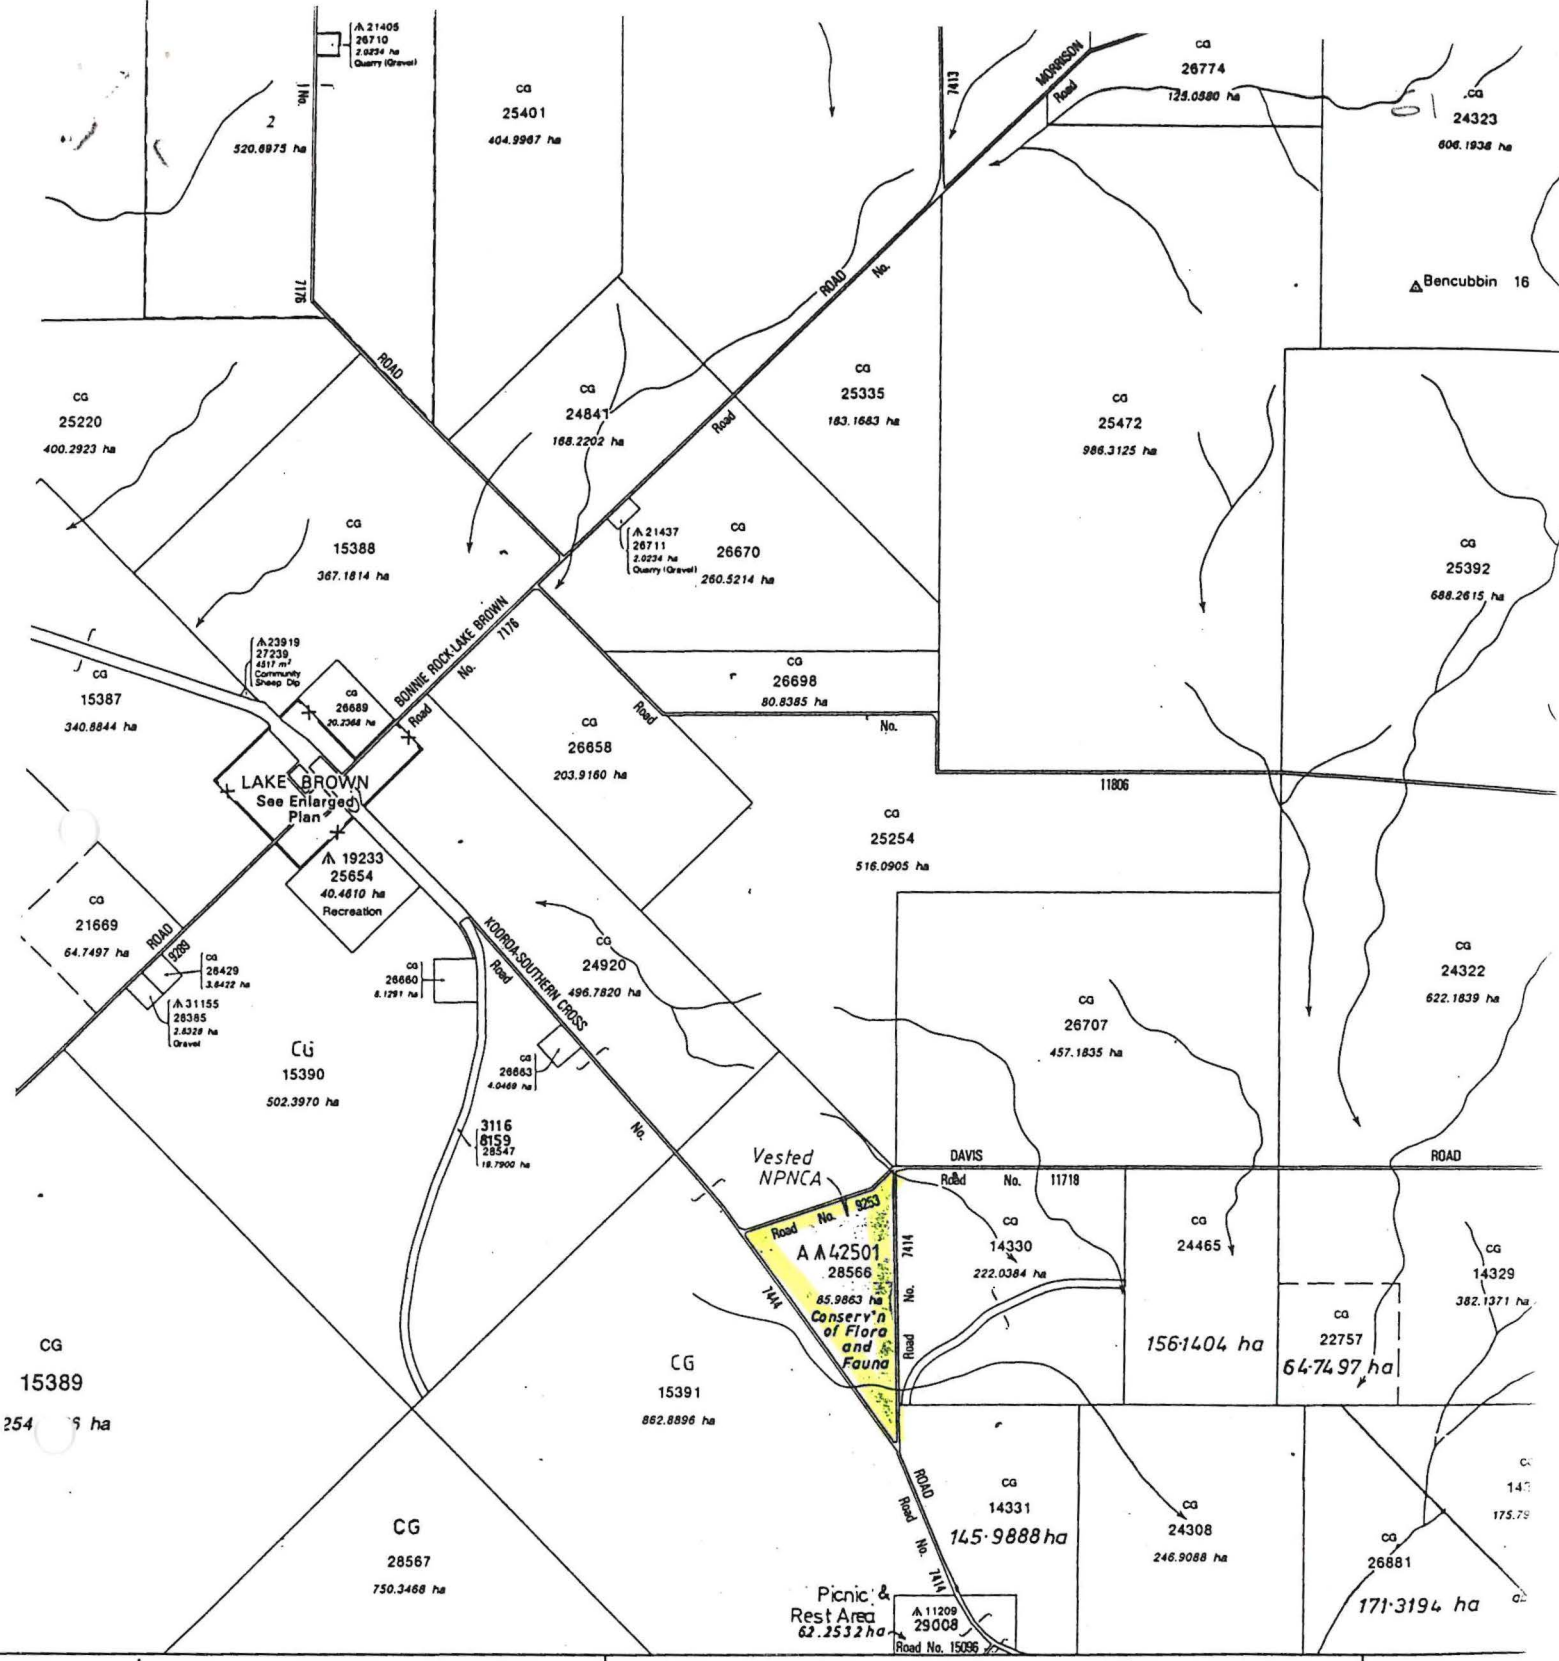 ⩚ 21405
26710
2.0234 ha
Quarry (Gravel)
No.
2
520.6975 ha
CG
25401
404.9967 ha
7413
MORRISON
Road
CG
26774
125.0580 ha
CG
24323
606.1936 ha
7176
ROAD
ROAD
No.
Bencubbin 16
CG
25220
400.2923 ha
CG
24841
168.2202 ha
Road
CG
25335
183.1683 ha
CG
25472
986.3125 ha
CG
15388
367.1814 ha
⩚ 21437
26711
2.0234 ha
Quarry (Gravel)
CG
26670
260.5214 ha
CG
25392
688.2615 ha
⩚ 23919
27239
4517 m²
Community
Sheep Dip
CG
15387
340.8844 ha
CG
26689
20.2368 ha
BONNIE ROCK-LAKE BROWN
Road
No.
7176
CG
26698
80.8385 ha
Road
No.
11806
CG
26658
203.9160 ha
LAKE BROWN
See Enlarged
Plan
⩚ 19233
25654
40.4610 ha
Recreation
CG
25254
516.0905 ha
CG
21669
64.7497 ha
ROAD
9289
CG
26429
3.6422 ha
⩚ 31155
28385
2.8328 ha
Gravel
CG
26660
8.1291 ha
KOORDA-SOUTHERN CROSS
Road
No.
CG
24920
496.7820 ha
CG
24322
622.1839 ha
CG
26707
457.1835 ha
CG
15390
502.3970 ha
CG
26663
4.0469 ha
3116
8159
28547
19.7900 ha
Vested
NPNCA
DAVIS
ROAD
Road No. 11718
Road No. 9253
A ⩚ 42501
28566
85.9863 ha
Conserv'n
of Flora
and
Fauna
7444
7414
No.
Road
CG
14330
222.0384 ha
CG
24465
156·1404 ha
CG
14329
382.1371 ha
CG
22757
64·7497 ha
CG
15389
254
6 ha
CG
15391
862.8896 ha
ROAD
Road No. 7414
CG
14331
145·9888 ha
CG
24308
246.9088 ha
CG
26881
171·3194 ha
175.79
CG
28567
750.3468 ha
Picnic &
Rest Area
62.2532 ha
⩚ 11209
29008
Road No. 15096